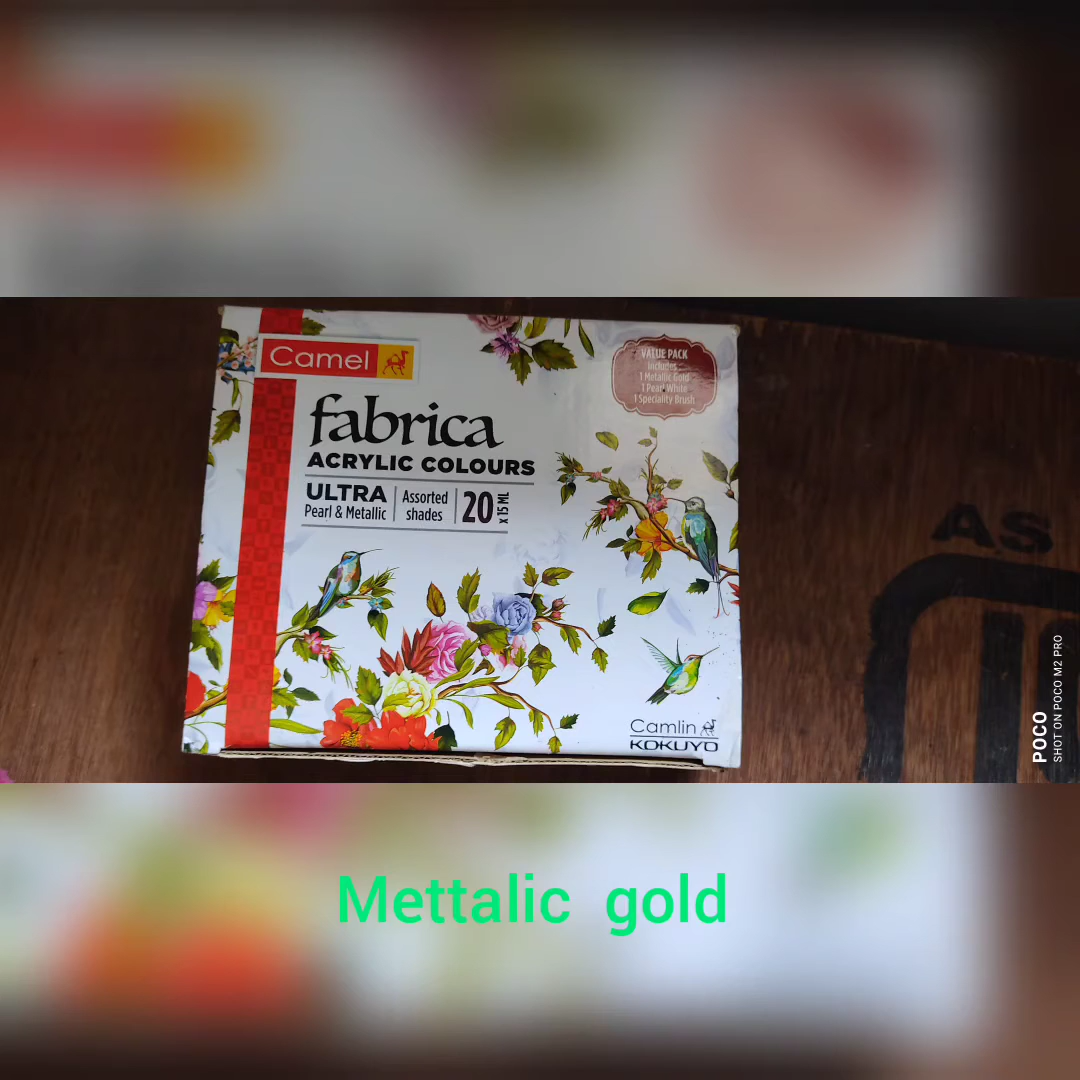 Camel
fabrica
ACRYLIC COLOURS
ULTRA
Pearl & Metallic
Assorted
shades
20
x 15 ML
VALUE PACK
Includes :
1 Metallic Gold
1 Pearl White
1 Speciality Brush
Camlin
KOKUYO
A.S
POCO
SHOT ON POCO M2 PRO
Mettalic gold